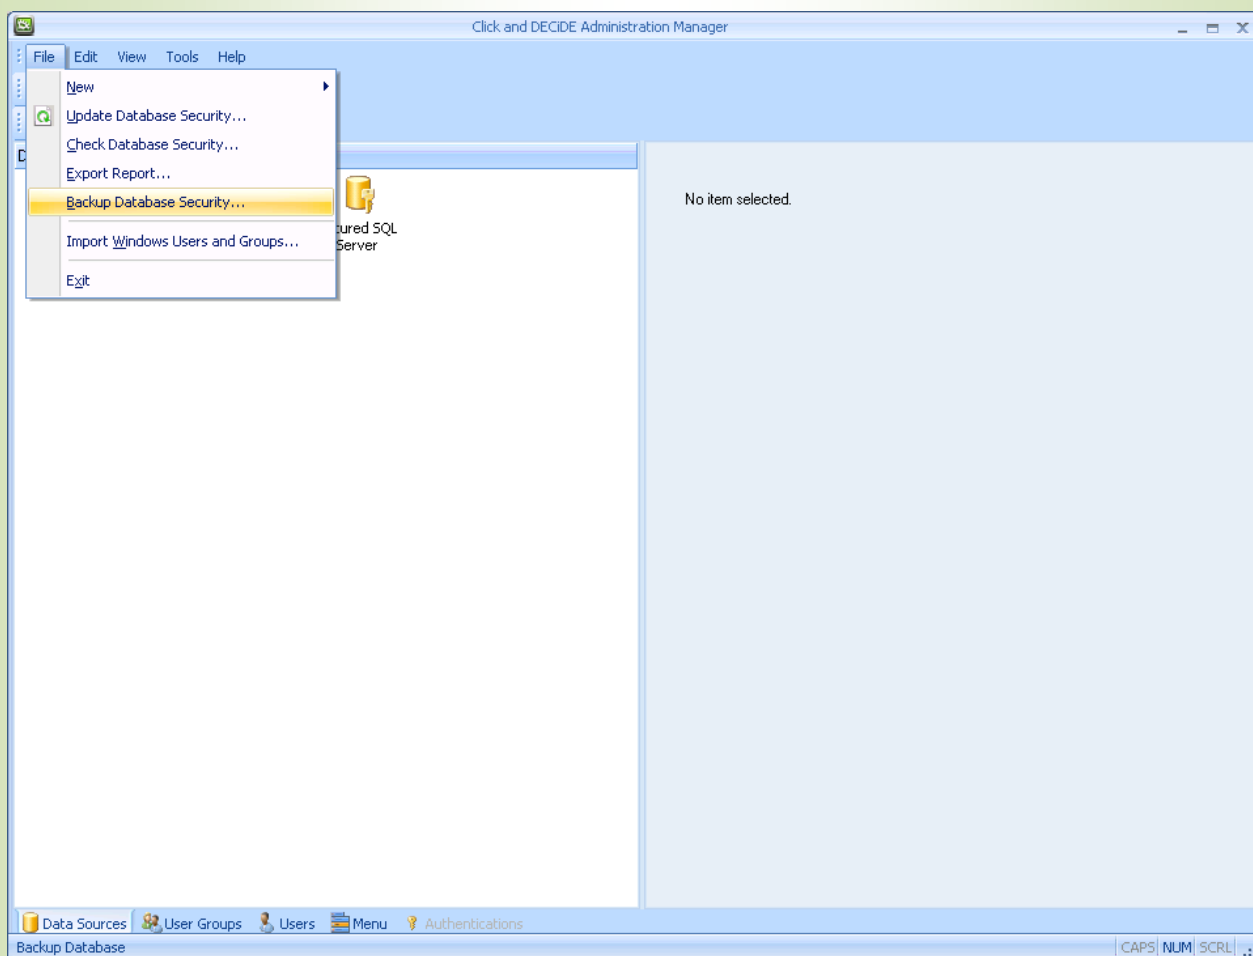 Click and DECiDE Administration Manager
File Edit View Tools Help
New
Update Database Security...
Check Database Security...
Export Report...
Backup Database Security...
Import Windows Users and Groups...
Exit
tured SQL
Server
No item selected.
Data Sources User Groups Users Menu Authentications
Backup Database CAPS NUM SCRL